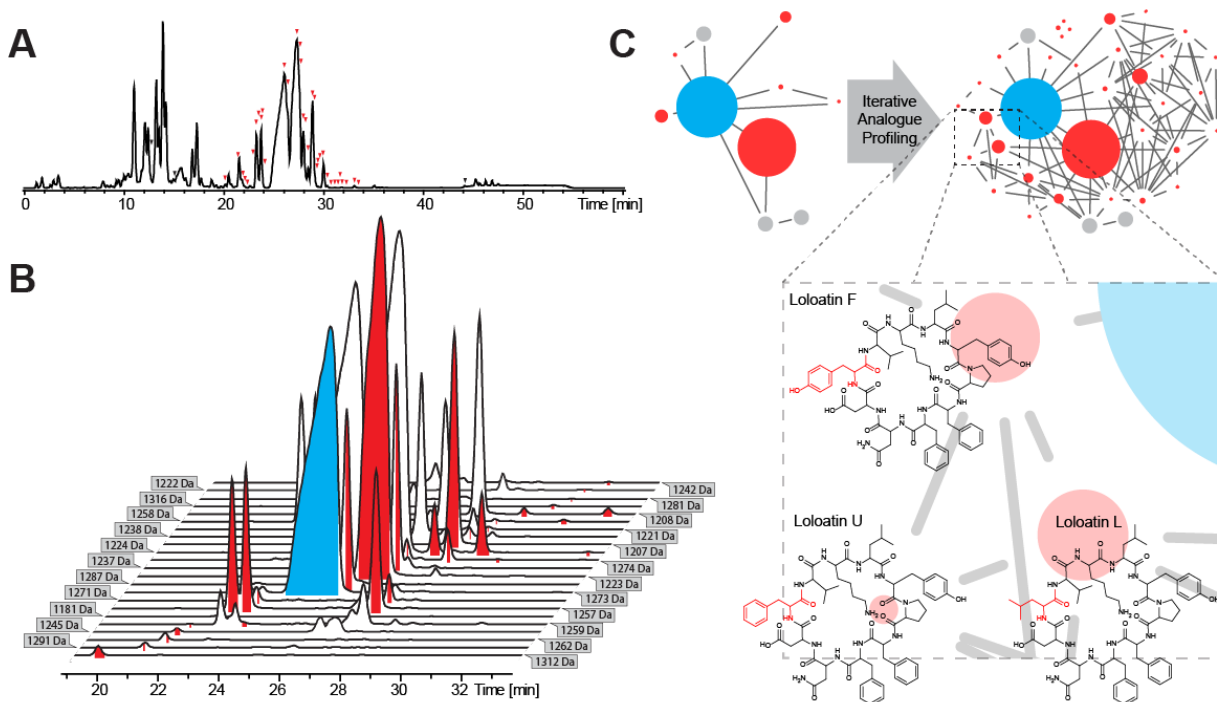 A
0
10
20
30
40
50
Time [min]
B
1222 Da
1316 Da
1258 Da
1238 Da
1224 Da
1237 Da
1287 Da
1271 Da
1181 Da
1245 Da
1291 Da
1242 Da
1281 Da
1208 Da
1221 Da
1207 Da
1274 Da
1223 Da
1273 Da
1257 Da
1259 Da
1262 Da
1312 Da
20
22
24
26
28
30
32
Time [min]
C
Iterative
Analogue
Profiling
Loloatin F
Loloatin U
Loloatin L